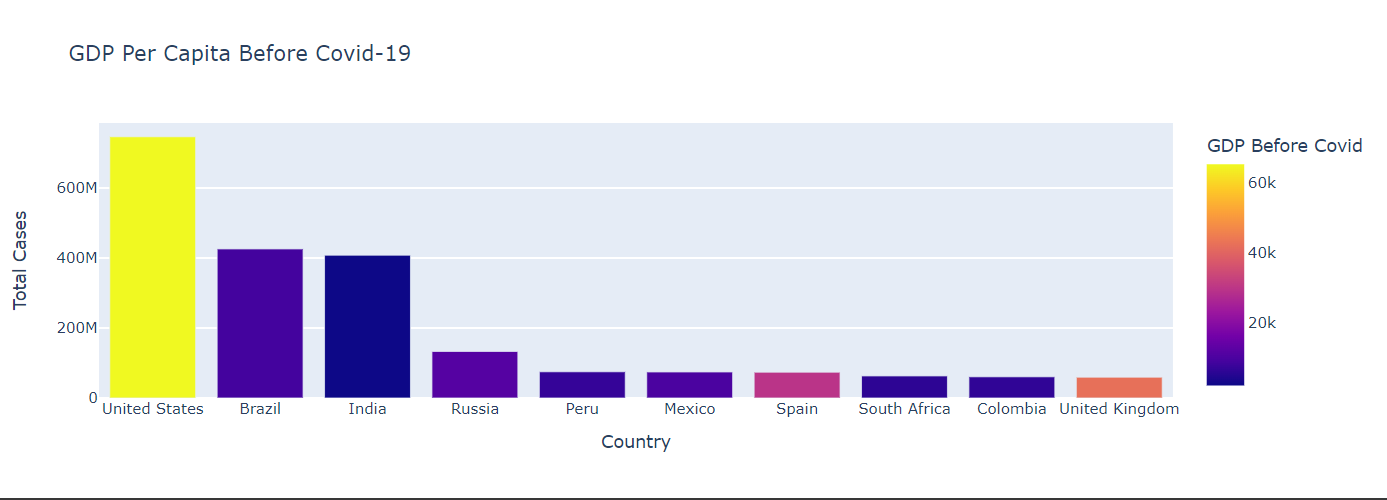 GDP Per Capita Before Covid-19
GDP Before Covid
60k
40k
20k
Total Cases
600M
400M
200M
0
United States Brazil India Russia Peru Mexico Spain South Africa Colombia United Kingdom
Country